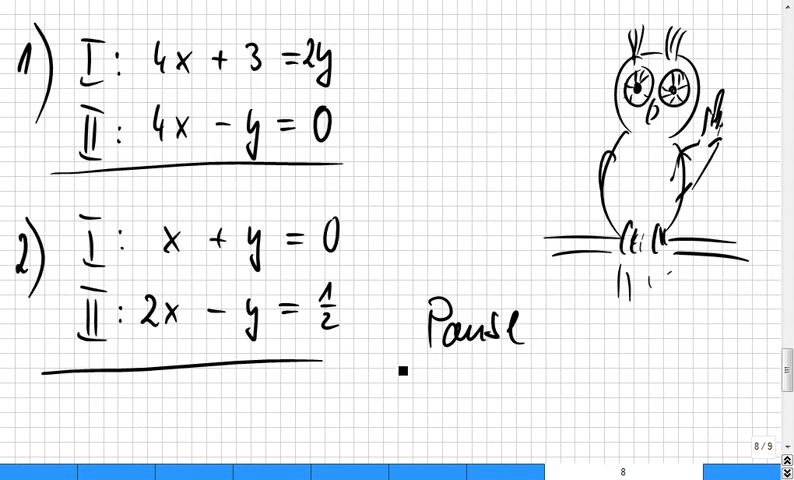 1) I: 4x + 3 = 2y
II: 4x - y = 0
2) I: x + y = 0
II: 2x - y = 1/2
Pause
8 / 9
8